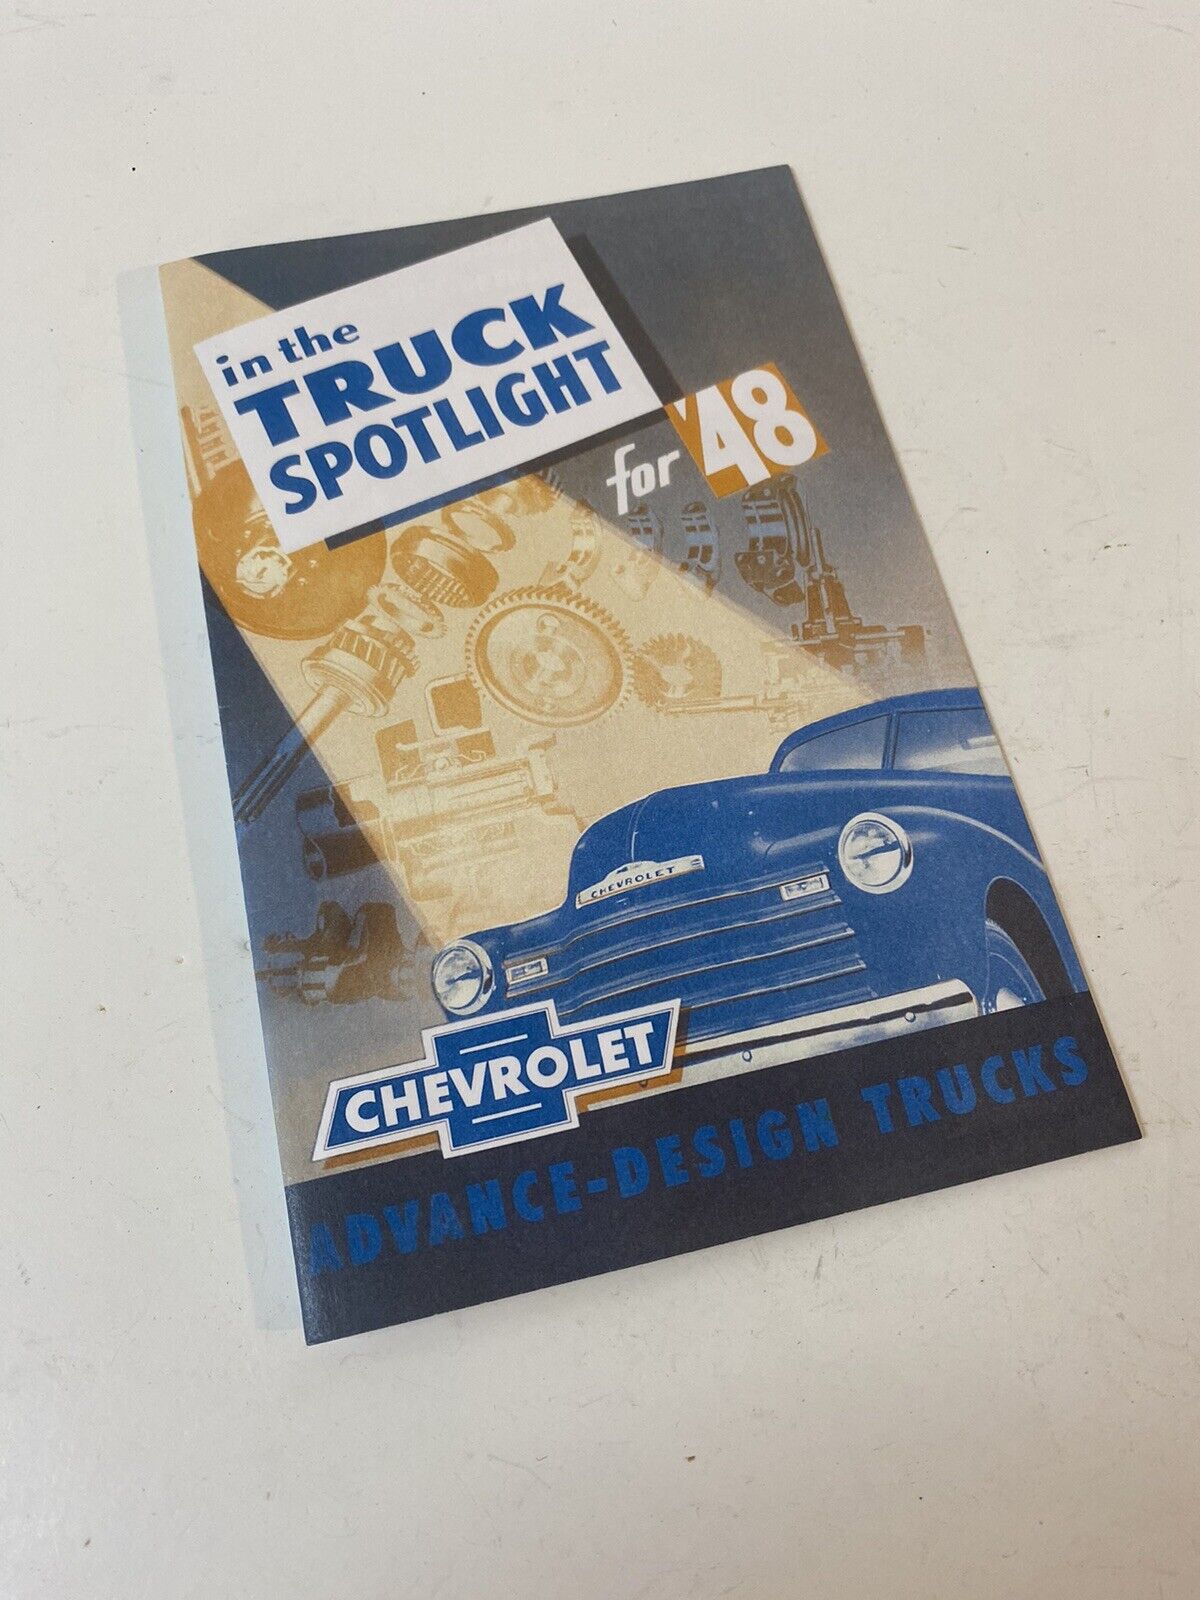 in the
TRUCK
SPOTLIGHT
for '48
CHEVROLET
CHEVROLET
ADVANCE-DESIGN TRUCKS